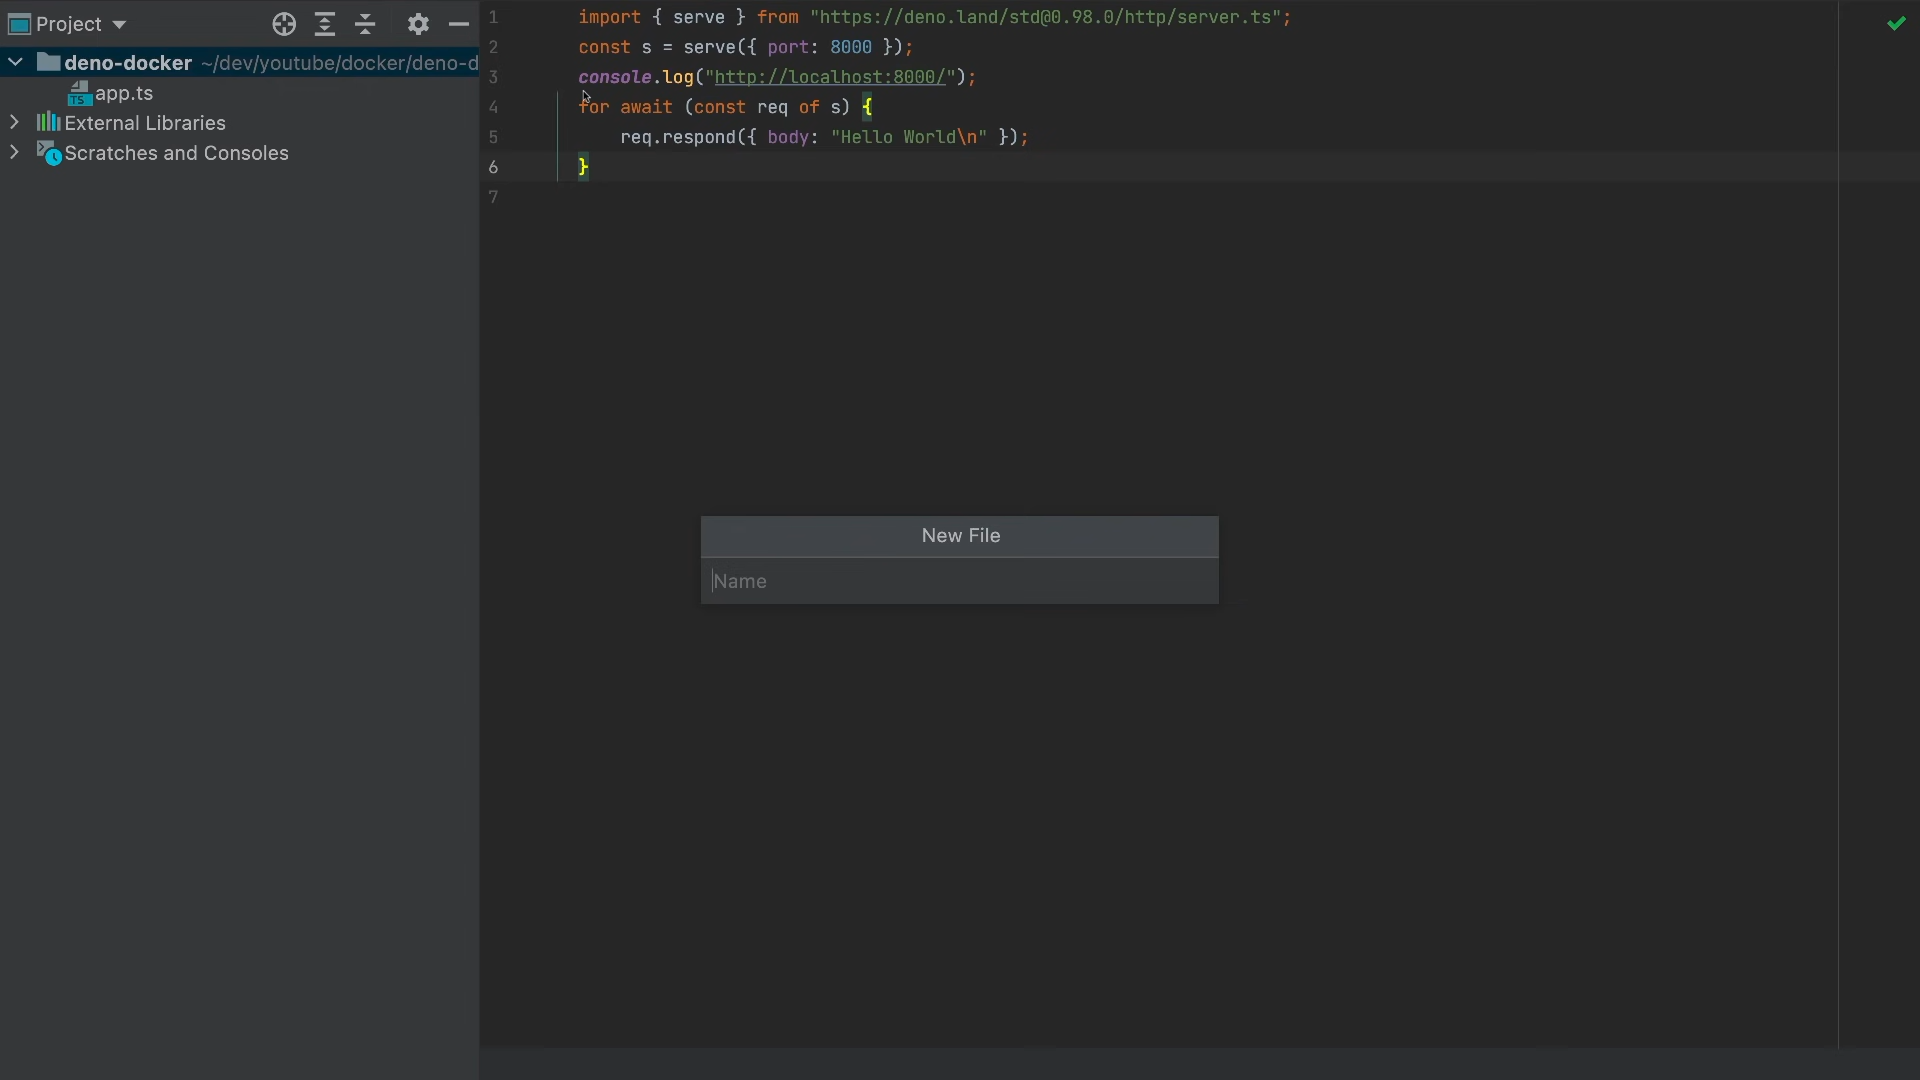 Project
deno-docker ~/dev/youtube/docker/deno-d
TS app.ts
External Libraries
Scratches and Consoles
1 import { serve } from "https://deno.land/std@0.98.0/http/server.ts";
2 const s = serve({ port: 8000 });
3 console.log("http://localhost:8000/");
4 for await (const req of s) {
5 req.respond({ body: "Hello World\n" });
6 }
7
New File
Name